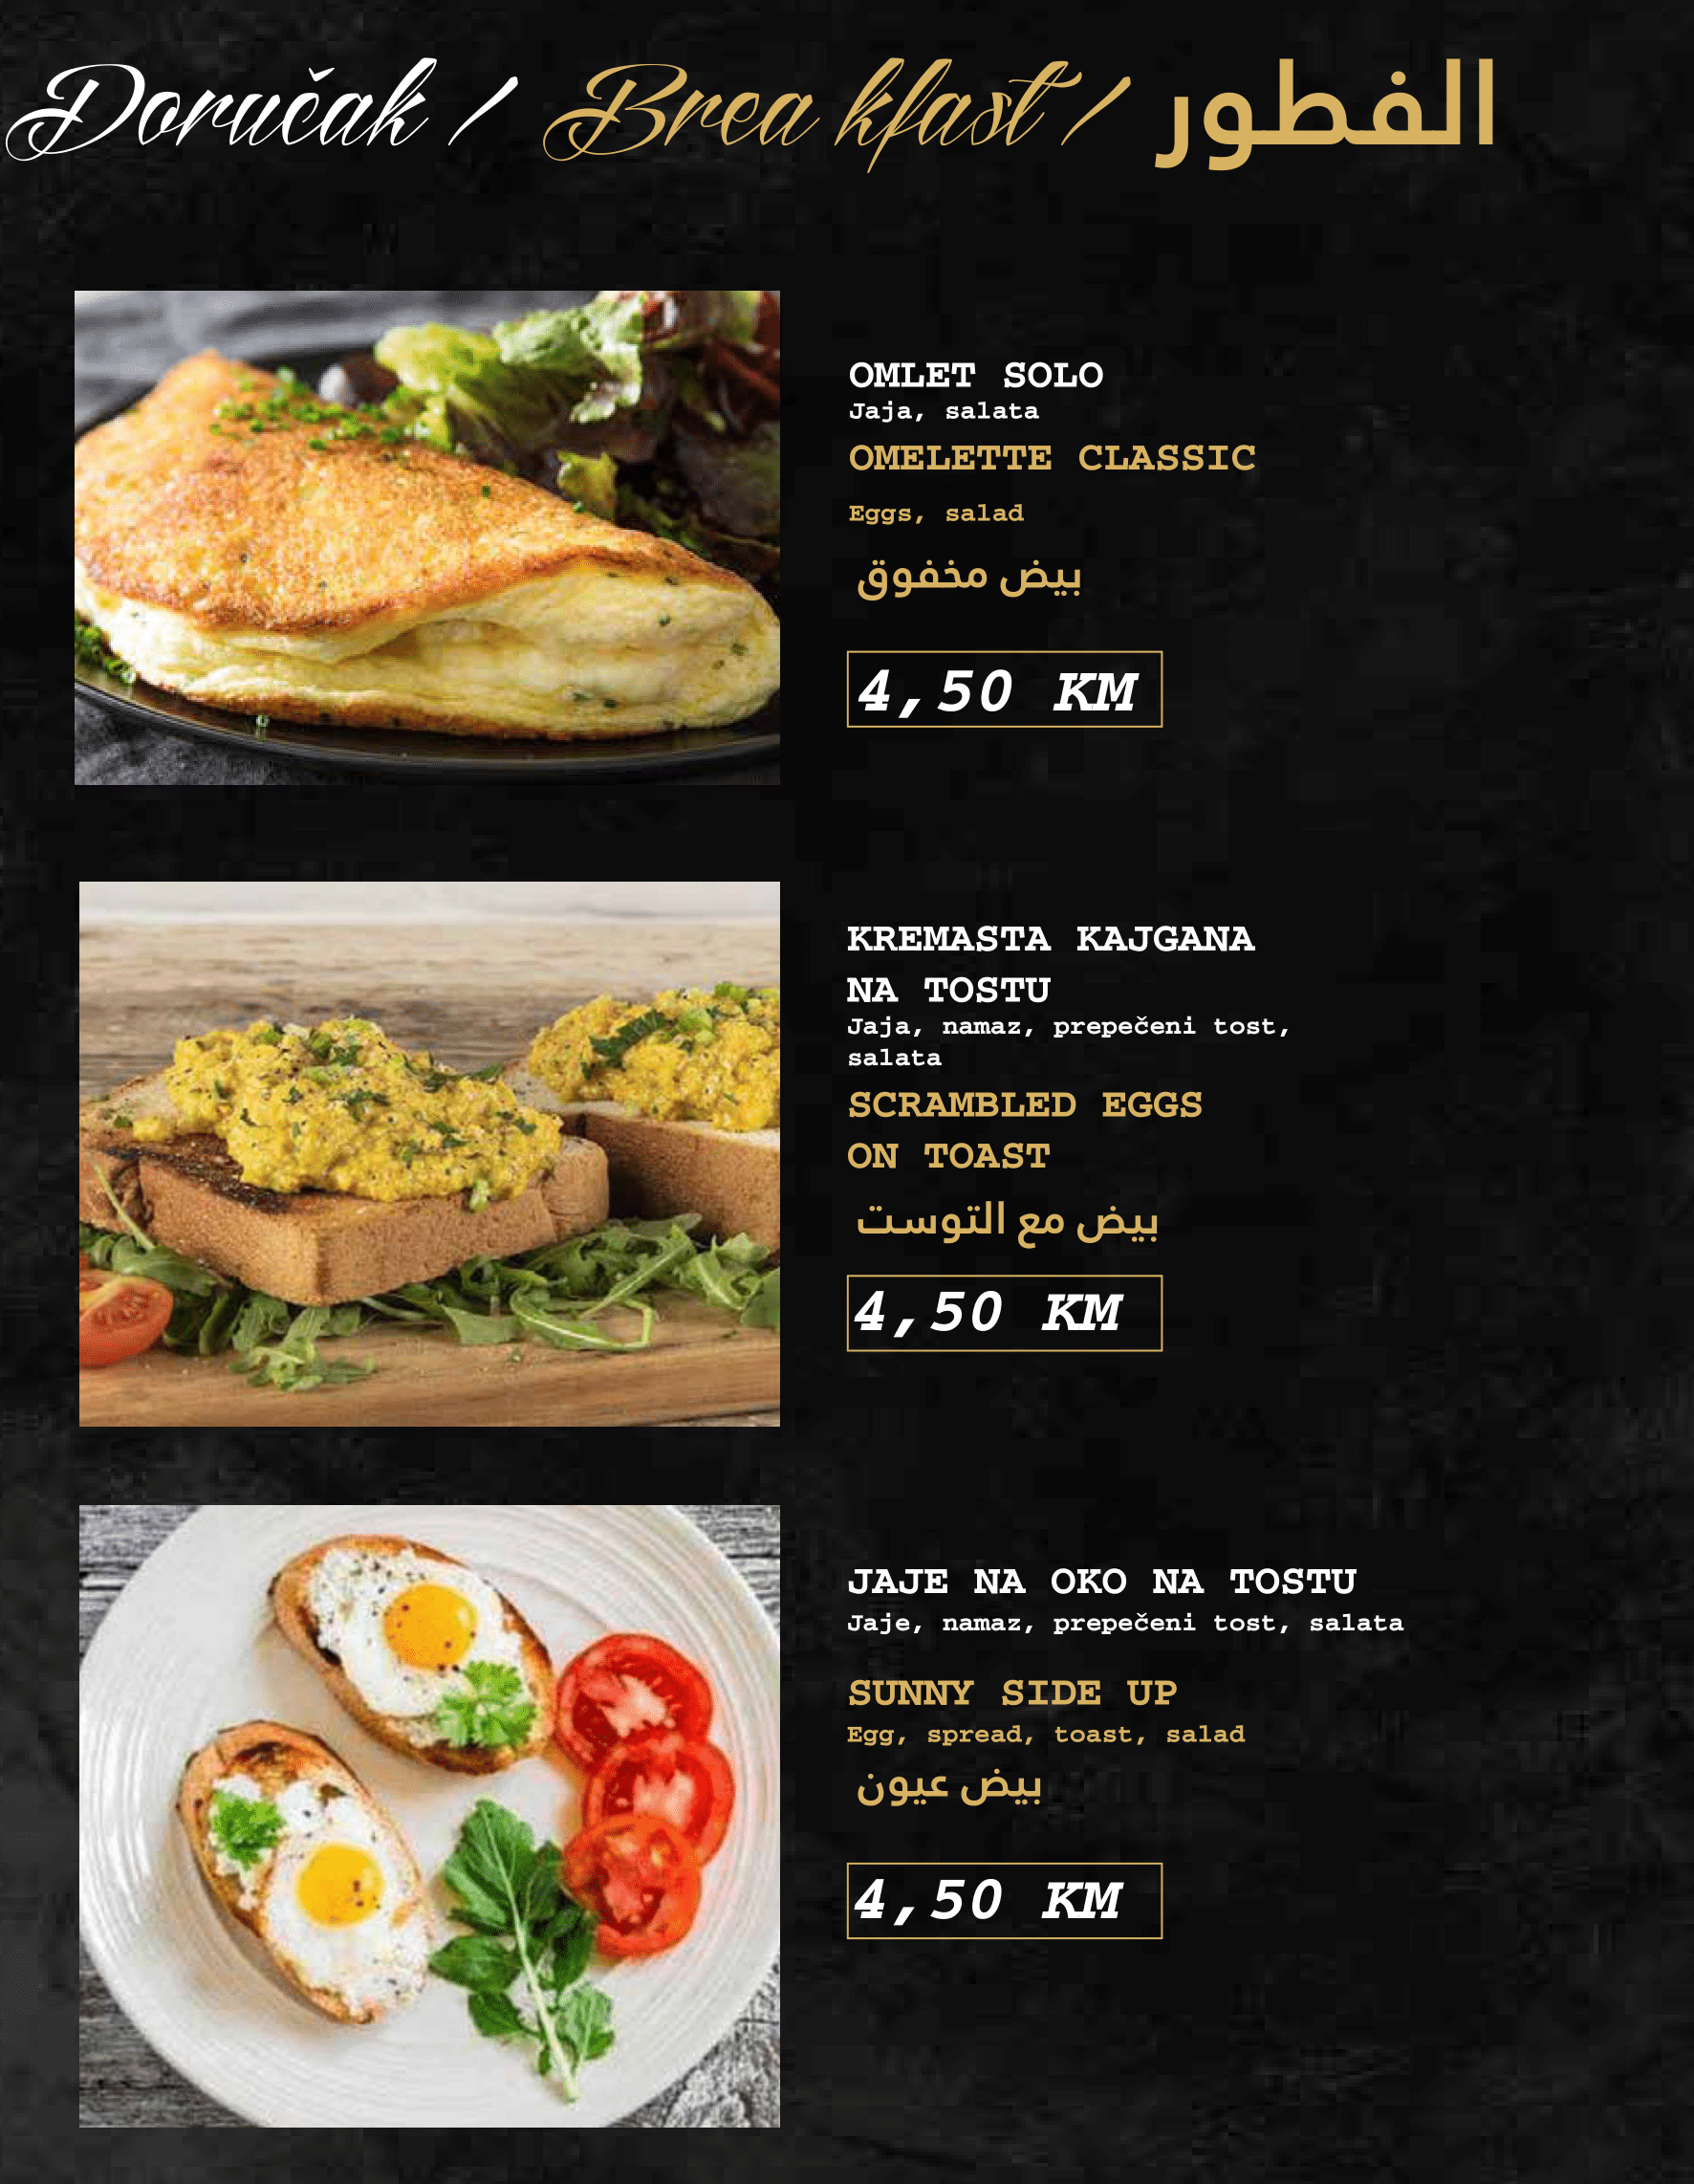 Doručak / Brea kfast / الفطور
OMLET SOLO
Jaja, salata
OMELETTE CLASSIC
Eggs, salad
بيض مخفوق
4,50 KM
KREMASTA KAJGANA
NA TOSTU
Jaja, namaz, prepečeni tost,
salata
SCRAMBLED EGGS
ON TOAST
بيض مع التوست
4,50 KM
JAJE NA OKO NA TOSTU
Jaje, namaz, prepečeni tost, salata
SUNNY SIDE UP
Egg, spread, toast, salad
بيض عيون
4,50 KM